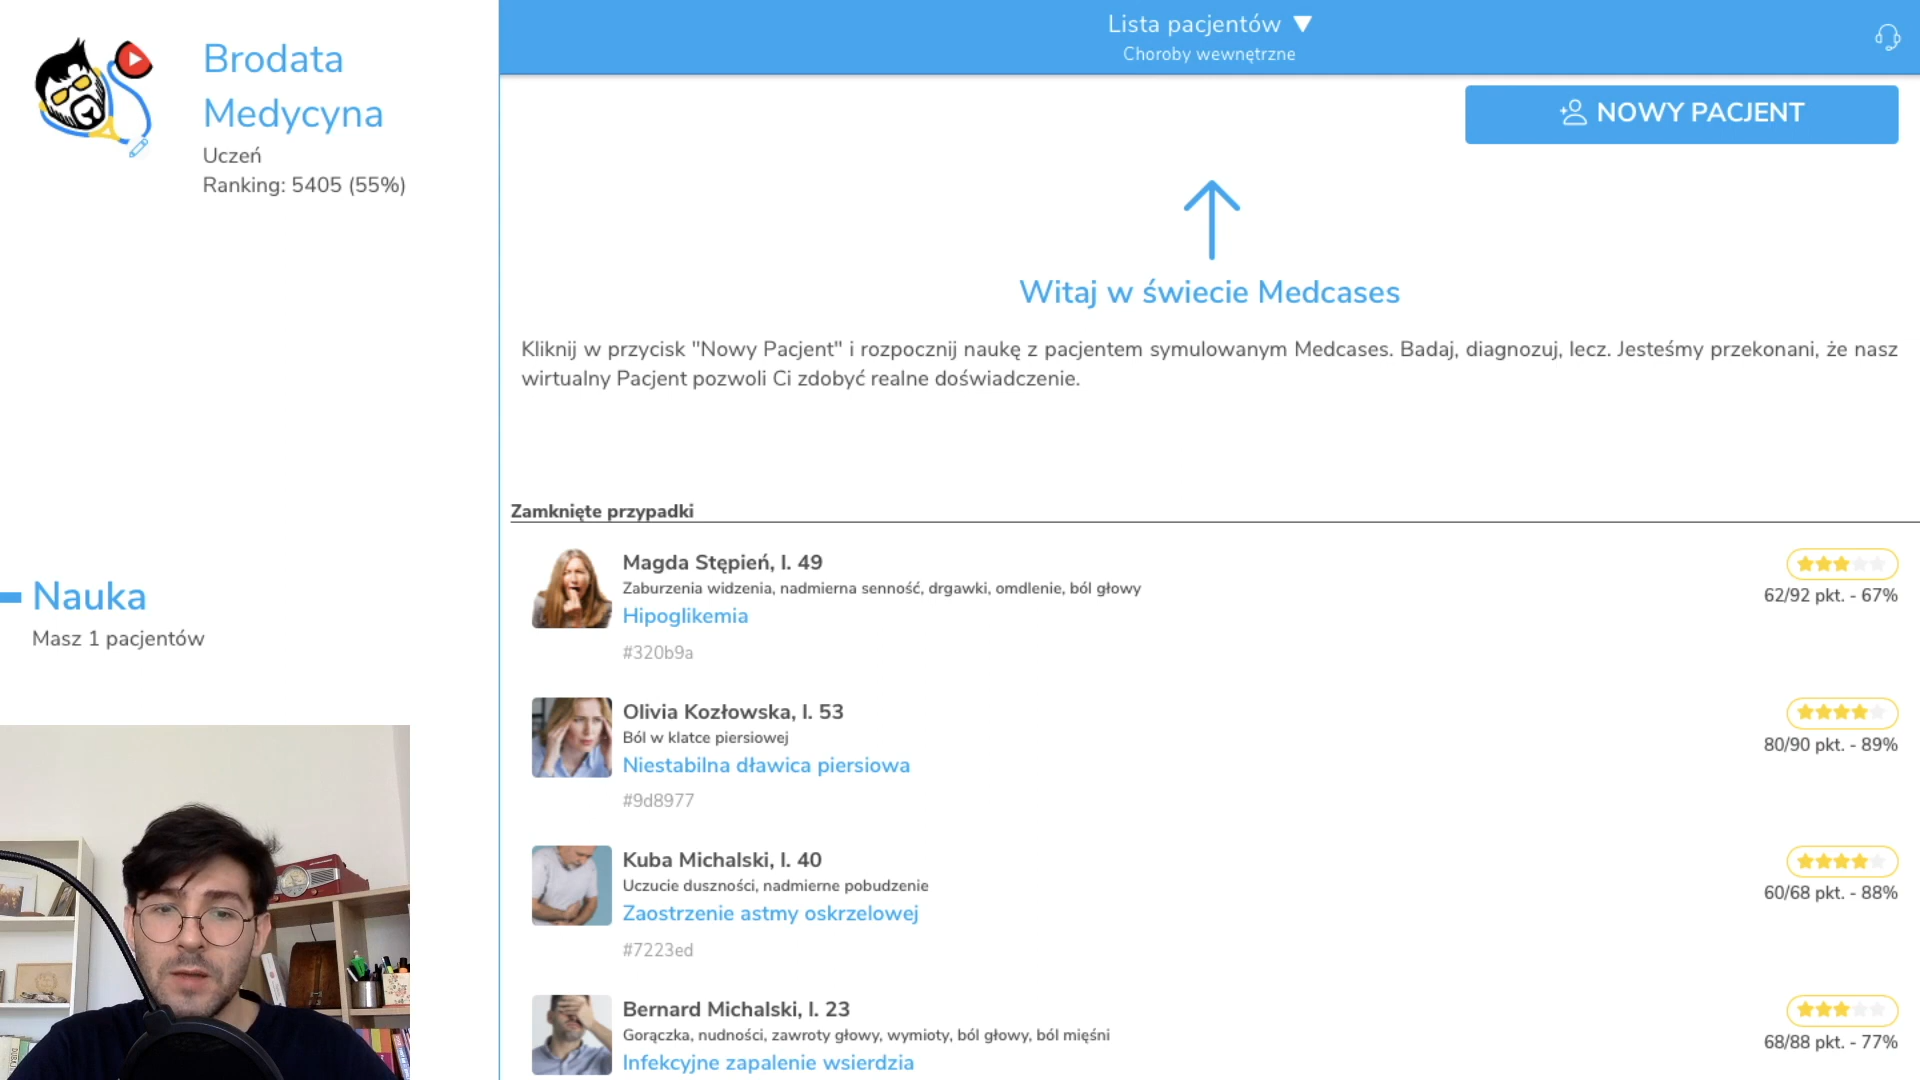 Brodata
Medycyna
Uczeń
Ranking: 5405 (55%)
Nauka
Masz 1 pacjentów
Lista pacjentów ▼
Choroby wewnętrzne
NOWY PACJENT
Witaj w świecie Medcases
Kliknij w przycisk "Nowy Pacjent" i rozpocznij naukę z pacjentem symulowanym Medcases. Badaj, diagnozuj, lecz. Jesteśmy przekonani, że nasz
wirtualny Pacjent pozwoli Ci zdobyć realne doświadczenie.
Zamknięte przypadki
Magda Stępień, l. 49
Zaburzenia widzenia, nadmierna senność, drgawki, omdlenie, ból głowy
Hipoglikemia
#320b9a
62/92 pkt. - 67%
Olivia Kozłowska, l. 53
Ból w klatce piersiowej
Niestabilna dławica piersiowa
#9d8977
80/90 pkt. - 89%
Kuba Michalski, l. 40
Uczucie duszności, nadmierne pobudzenie
Zaostrzenie astmy oskrzelowej
#7223ed
60/68 pkt. - 88%
Bernard Michalski, l. 23
Gorączka, nudności, zawroty głowy, wymioty, ból głowy, ból mięśni
Infekcyjne zapalenie wsierdzia
68/88 pkt. - 77%